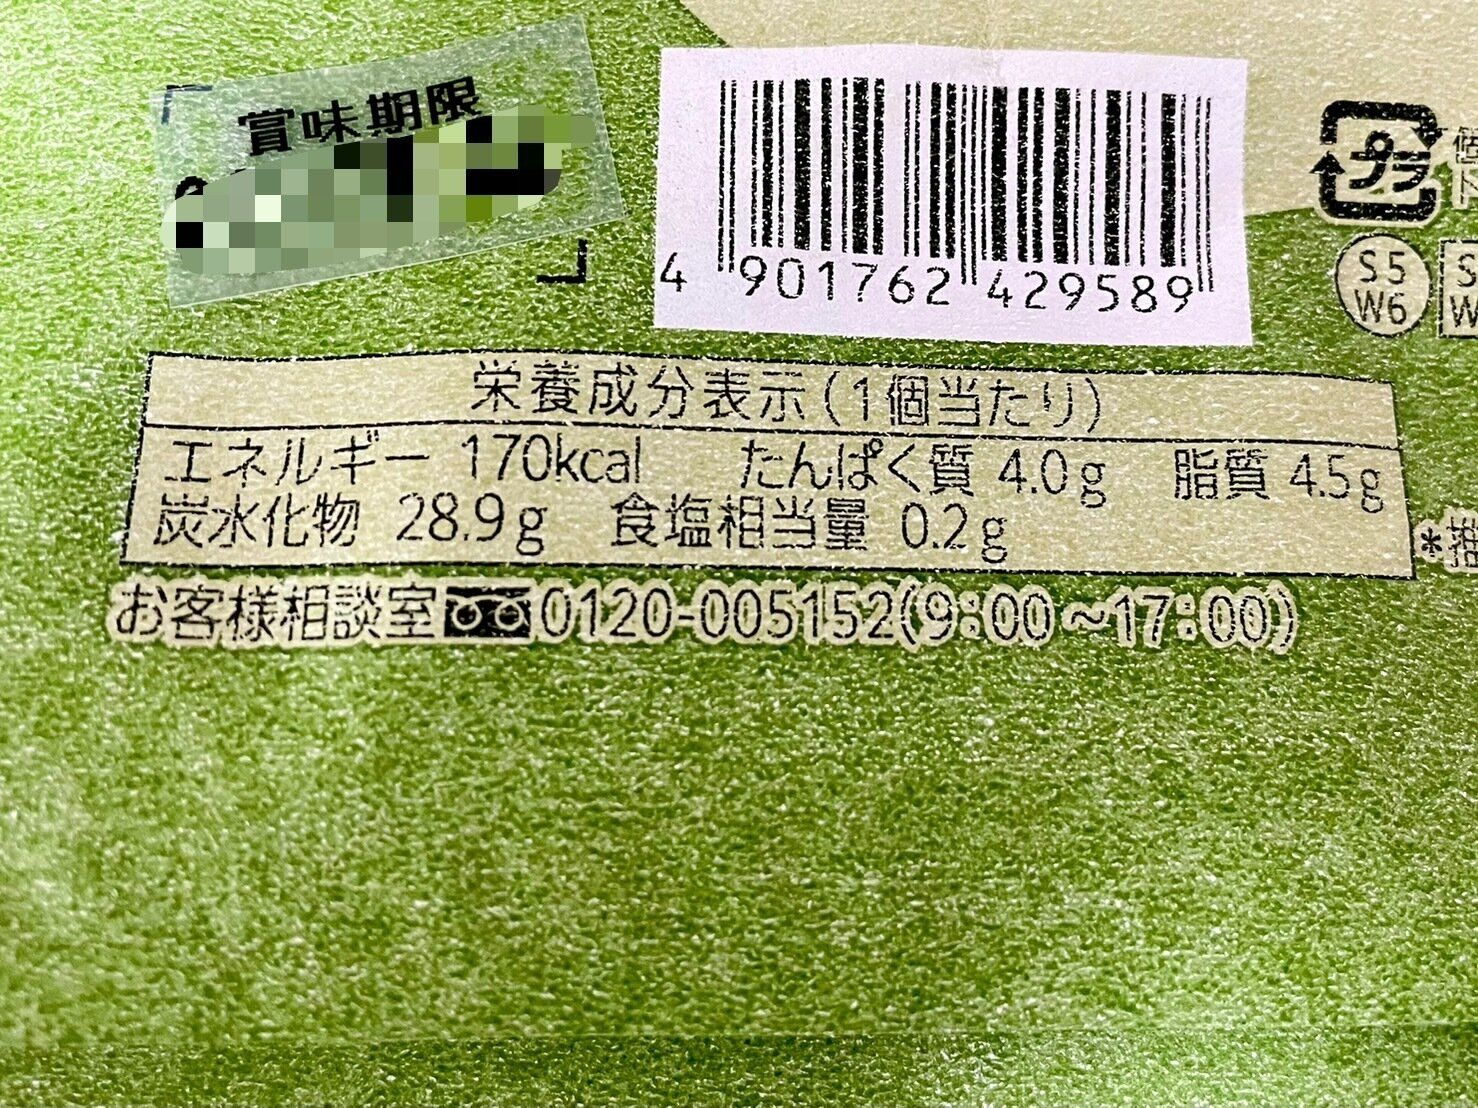 賞味期限
4 901762 429589
プラ
個
ト
S5
W6
S
W
栄養成分表示(1個当たり)
エネルギー 170kcal たんぱく質 4.0g 脂質 4.5g
炭水化物 28.9g 食塩相当量 0.2g
*推
お客様相談室 0120-005152(9:00~17:00)